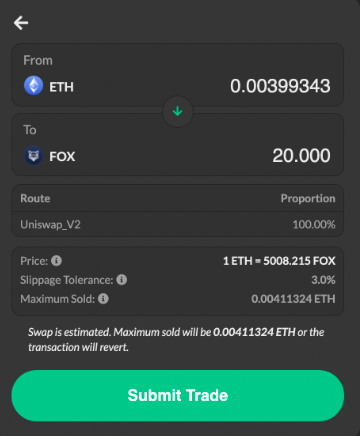 From
ETH 0.00399343
To
FOX 20.000
Route Proportion
Uniswap_V2 100.00%
Price: 1 ETH = 5008.215 FOX
Slippage Tolerance: 3.0%
Maximum Sold: 0.00411324 ETH
Swap is estimated. Maximum sold will be 0.00411324 ETH or the
transaction will revert.
Submit Trade